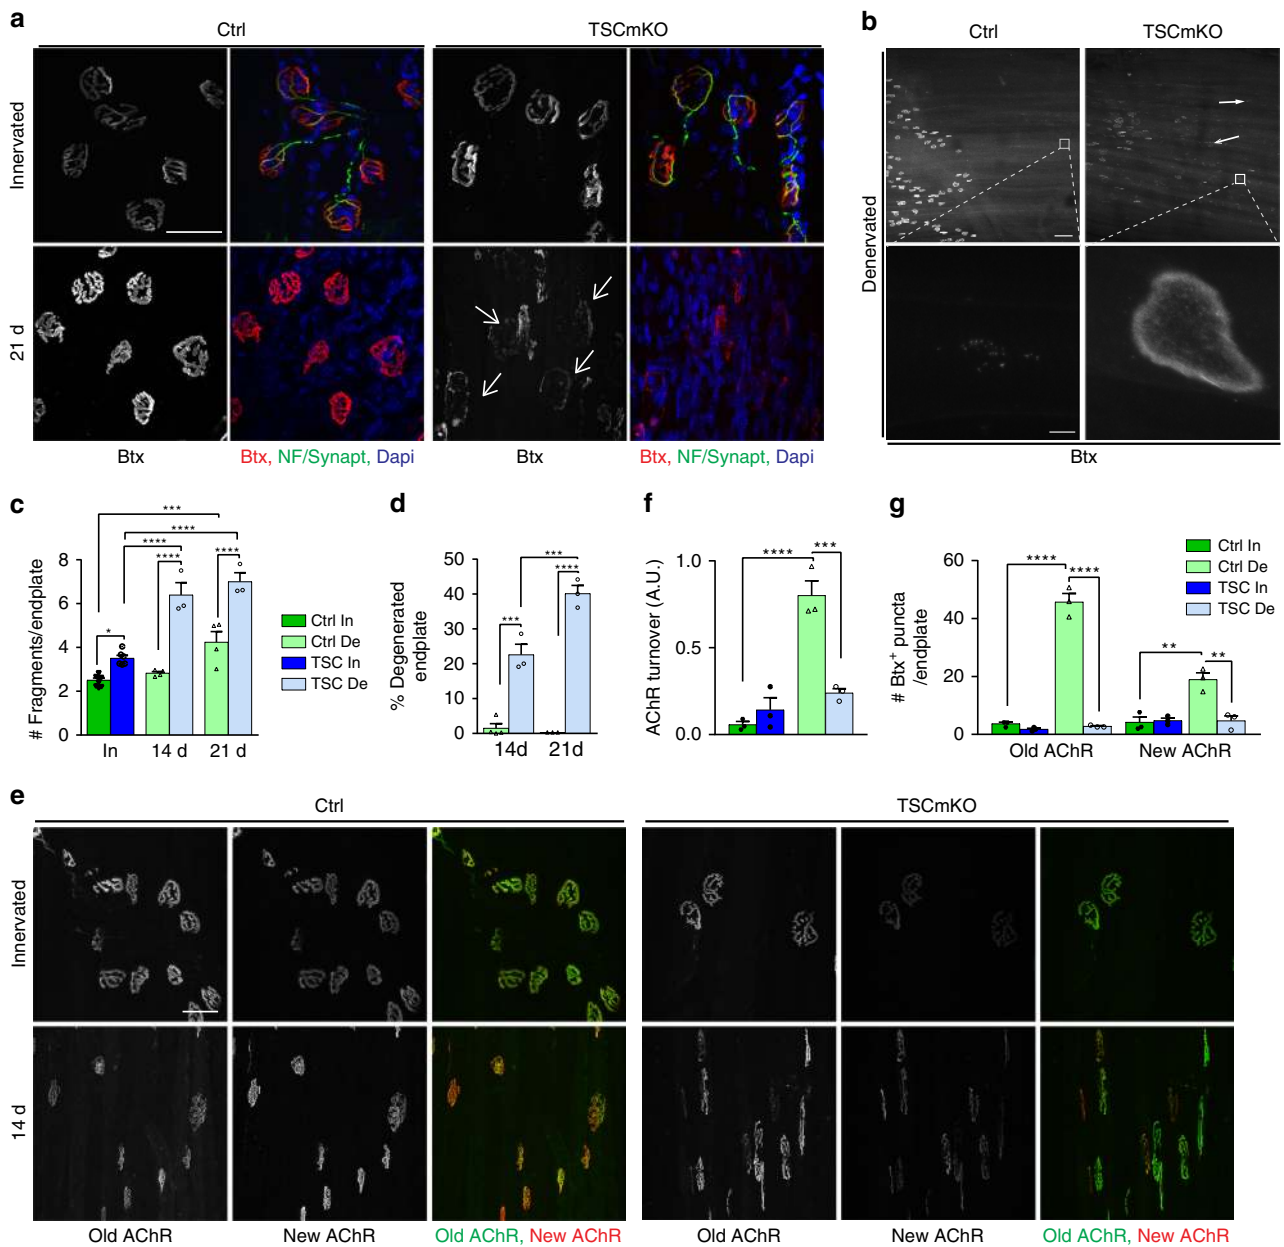 a
Ctrl
TSCmKO
Innervated
21 d
Btx
Btx, NF/Synapt, Dapi
Btx
Btx, NF/Synapt, Dapi
b
Ctrl
TSCmKO
Denervated
Btx
c
# Fragments/endplate
8
6
4
2
0
*
****
****
****
***
****
In
14 d
21 d
Ctrl In
Ctrl De
TSC In
TSC De
d
% Degenerated
endplate
50
40
30
20
10
0
***
***
****
14d
21d
f
AChR turnover (A.U.)
1.0
0.5
0.0
****
***
g
# Btx+ puncta
/endplate
60
40
20
0
****
****
**
**
Old AChR
New AChR
Ctrl In
Ctrl De
TSC In
TSC De
e
Ctrl
TSCmKO
Innervated
14 d
Old AChR
New AChR
Old AChR, New AChR
Old AChR
New AChR
Old AChR, New AChR